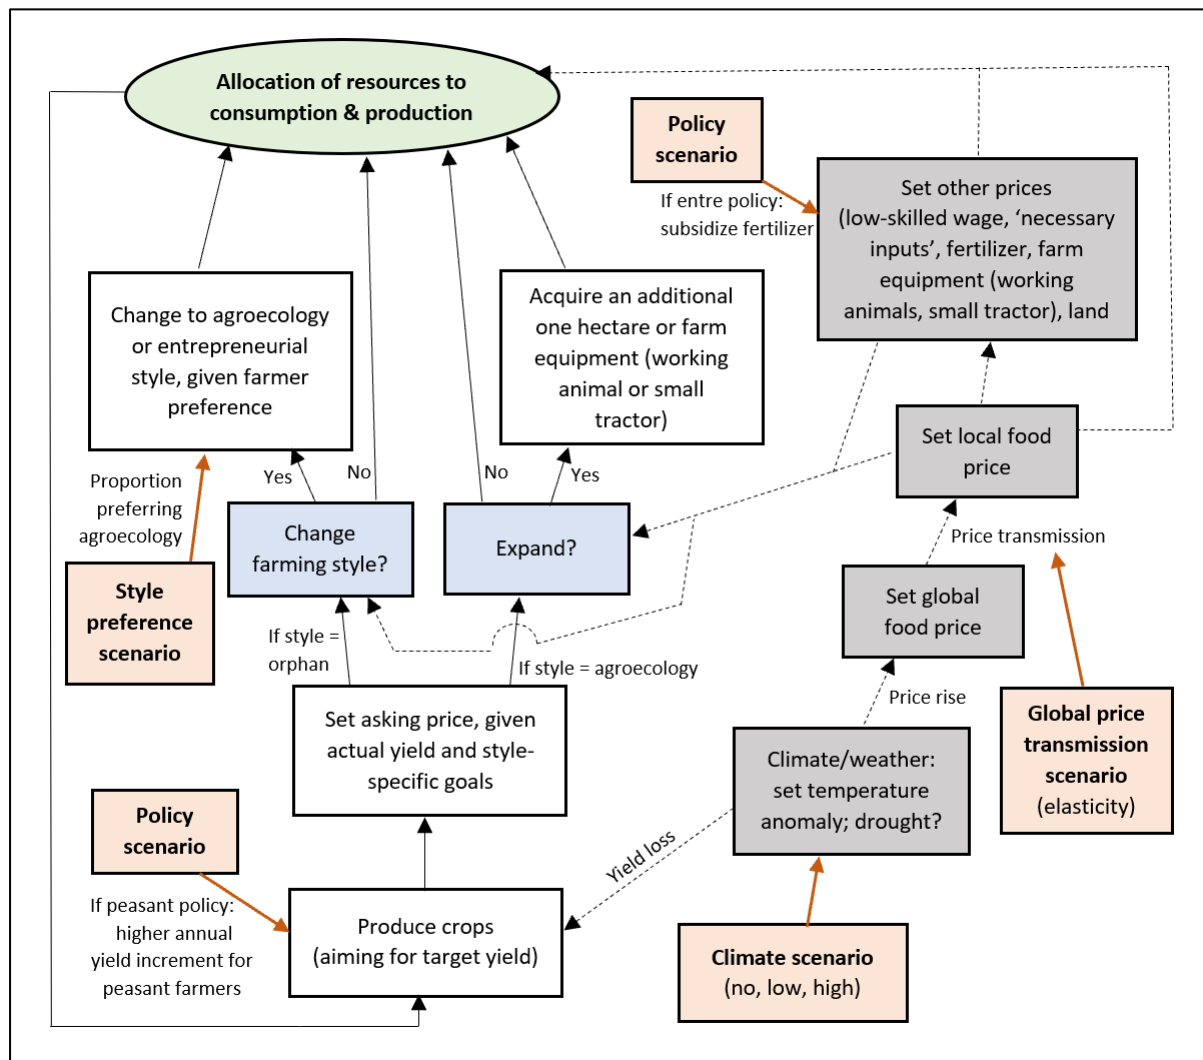 Allocation of resources to
consumption & production
Policy
scenario
If entre policy:
subsidize fertilizer
Set other prices
(low-skilled wage, ‘necessary
inputs’, fertilizer, farm
equipment (working
animals, small tractor), land
Change to agroecology
or entrepreneurial
style, given farmer
preference
Acquire an additional
one hectare or farm
equipment (working
animal or small
tractor)
Set local food
price
Proportion
preferring
agroecology
Yes
No
No
Yes
Change
farming style?
Expand?
Price transmission
Style
preference
scenario
Set global
food price
If style =
orphan
If style = agroecology
Price rise
Set asking price, given
actual yield and style-
specific goals
Climate/weather:
set temperature
anomaly; drought?
Global price
transmission
scenario
(elasticity)
Policy
scenario
Yield loss
If peasant policy:
higher annual
yield increment for
peasant farmers
Produce crops
(aiming for target yield)
Climate scenario
(no, low, high)